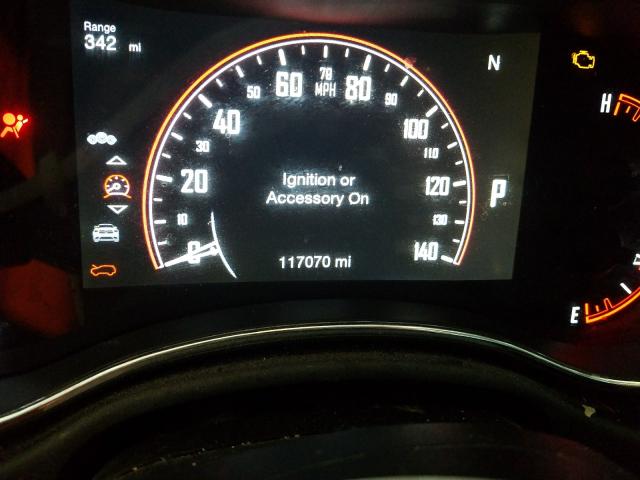 Range
342 mi
N
H
70
60 MPH 80
50 90
40 100
30 110
20 120
Ignition or
Accessory On
P
10 130
0 140
117070 mi
E